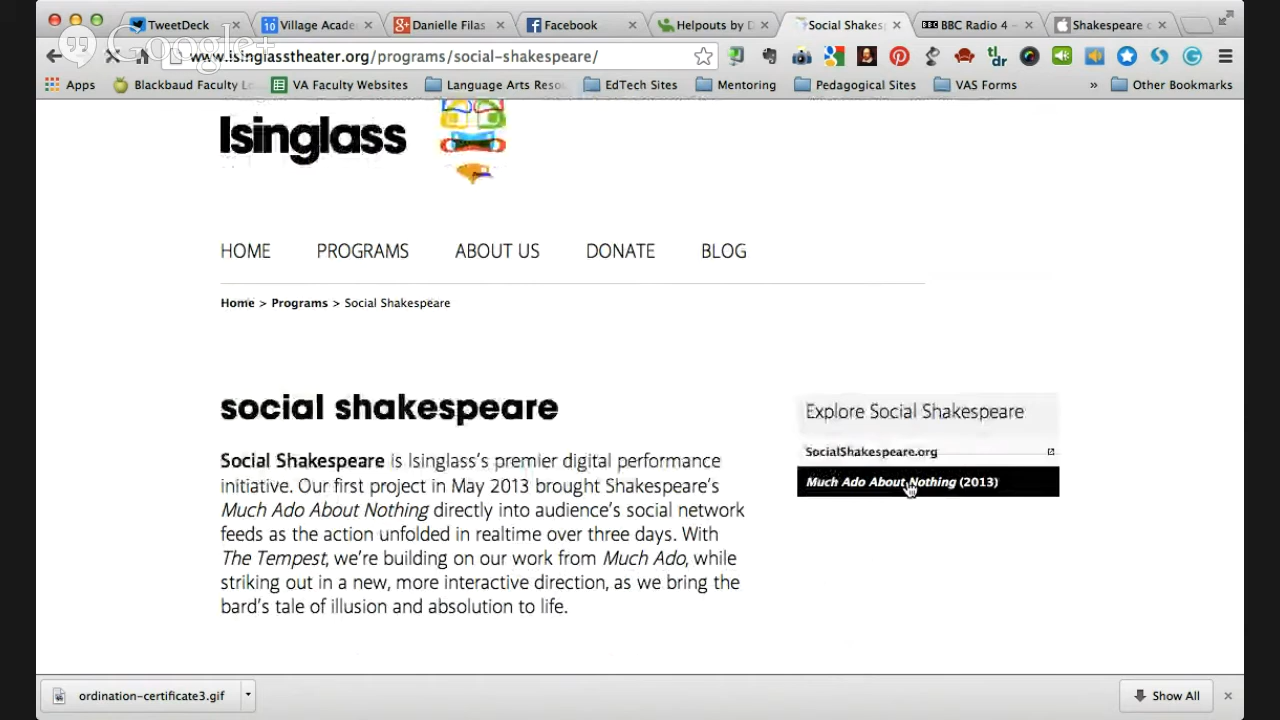 TweetDeck
Village Acade
Danielle Filas
Facebook
Helpouts by D
Social Shakesp
BBC Radio 4 –
Shakespeare c
Google+
www.isinglasstheater.org/programs/social-shakespeare/
Apps
Blackbaud Faculty Lo
VA Faculty Websites
Language Arts Reso
EdTech Sites
Mentoring
Pedagogical Sites
VAS Forms
»
Other Bookmarks
Isinglass
HOME PROGRAMS ABOUT US DONATE BLOG
Home > Programs > Social Shakespeare
social shakespeare
Social Shakespeare is Isinglass's premier digital performance
initiative. Our first project in May 2013 brought Shakespeare's
Much Ado About Nothing directly into audience's social network
feeds as the action unfolded in realtime over three days. With
The Tempest, we're building on our work from Much Ado, while
striking out in a new, more interactive direction, as we bring the
bard's tale of illusion and absolution to life.
Explore Social Shakespeare
SocialShakespeare.org
Much Ado About Nothing (2013)
ordination-certificate3.gif
Show All